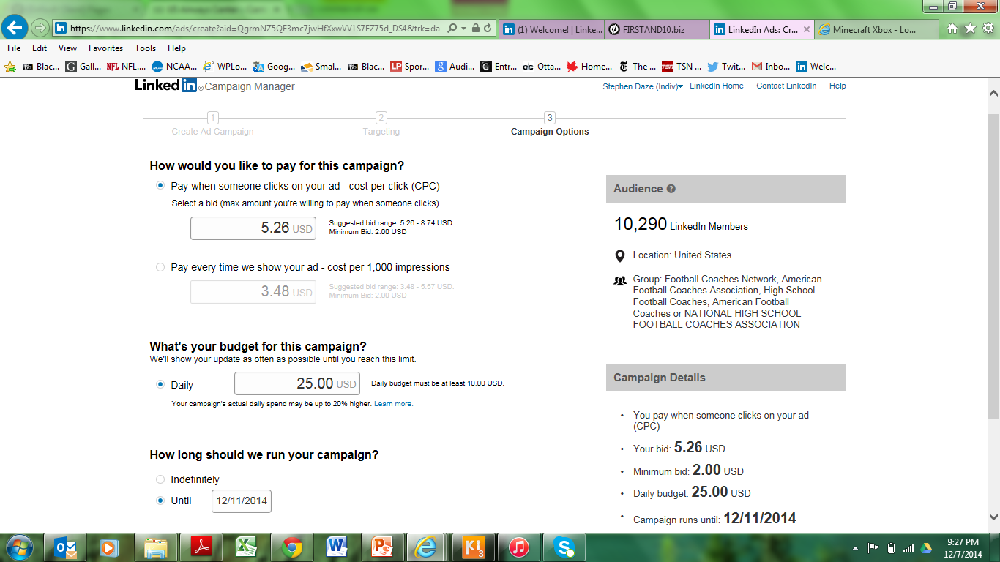 https://www.linkedin.com/ads/create?aid=QgrmNZ5QF3mc7jwHfXxwVV1S7FZ75d_DS4&trk=da-
(1) Welcome! | Linke...
FIRSTAND10.biz
LinkedIn Ads: Cr...
Minecraft Xbox - Lo...
File Edit View Favorites Tools Help
Blac... Gall... NFL.... NCAA... WPLo... Goog... Smal... Blac... Spor... Audi... Entr... Otta... Home... The ... TSN ... Twit... Inbo... Welc...
Linked in ® Campaign Manager
Stephen Daze (Indiv) LinkedIn Home · Contact LinkedIn · Help
1 2 3
Create Ad Campaign Targeting Campaign Options
How would you like to pay for this campaign?
Pay when someone clicks on your ad - cost per click (CPC)
Select a bid (max amount you're willing to pay when someone clicks)
5.26 USD
Suggested bid range: 5.26 - 8.74 USD.
Minimum Bid: 2.00 USD
Pay every time we show your ad - cost per 1,000 impressions
3.48 USD
Suggested bid range: 3.48 - 5.57 USD.
Minimum Bid: 2.00 USD
What's your budget for this campaign?
We'll show your update as often as possible until you reach this limit.
Daily 25.00 USD Daily budget must be at least 10.00 USD.
Your campaign's actual daily spend may be up to 20% higher. Learn more.
How long should we run your campaign?
Indefinitely
Until 12/11/2014
Audience ?
10,290 LinkedIn Members
Location: United States
Group: Football Coaches Network, American
Football Coaches Association, High School
Football Coaches, American Football
Coaches or NATIONAL HIGH SCHOOL
FOOTBALL COACHES ASSOCIATION
Campaign Details
• You pay when someone clicks on your ad
(CPC)
• Your bid: 5.26 USD
• Minimum bid: 2.00 USD
• Daily budget: 25.00 USD
• Campaign runs until: 12/11/2014
9:27 PM
12/7/2014